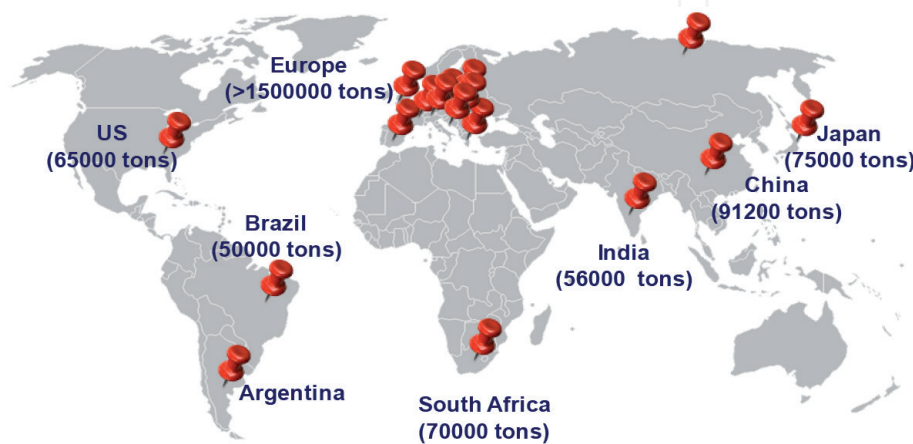 Europe
(>1500000 tons)
US
(65000 tons)
Japan
(75000 tons)
China
(91200 tons)
Brazil
(50000 tons)
India
(56000  tons)
Argentina
South Africa
(70000 tons)